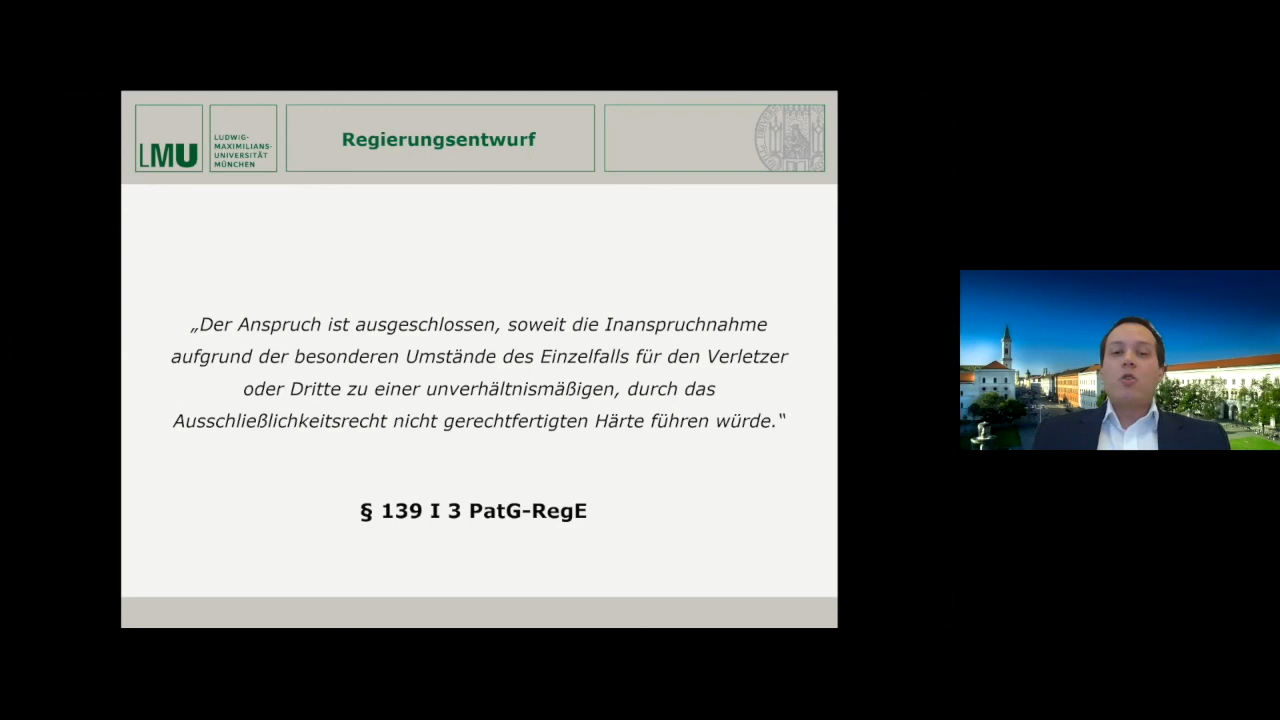 LMU
LUDWIG-
MAXIMILIANS-
UNIVERSITÄT
MÜNCHEN
Regierungsentwurf
„Der Anspruch ist ausgeschlossen, soweit die Inanspruchnahme
aufgrund der besonderen Umstände des Einzelfalls für den Verletzer
oder Dritte zu einer unverhältnismäßigen, durch das
Ausschließlichkeitsrecht nicht gerechtfertigten Härte führen würde.“
§ 139 I 3 PatG-RegE